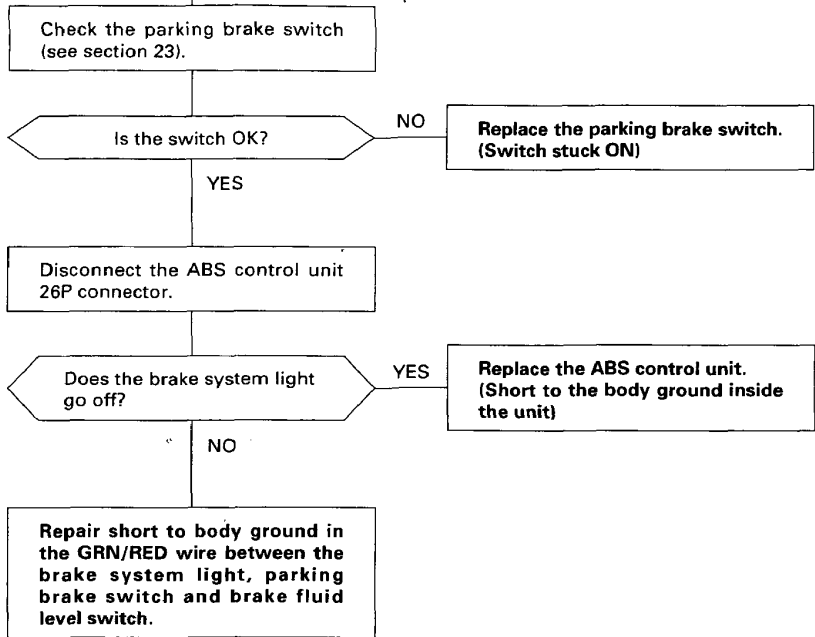 Check the parking brake switch
(see section 23).
Is the switch OK?
NO
Replace the parking brake switch.
(Switch stuck ON)
YES
Disconnect the ABS control unit
26P connector.
Does the brake system light
go off?
YES
Replace the ABS control unit.
(Short to the body ground inside
the unit)
NO
Repair short to body ground in
the GRN/RED wire between the
brake system light, parking
brake switch and brake fluid
level switch.